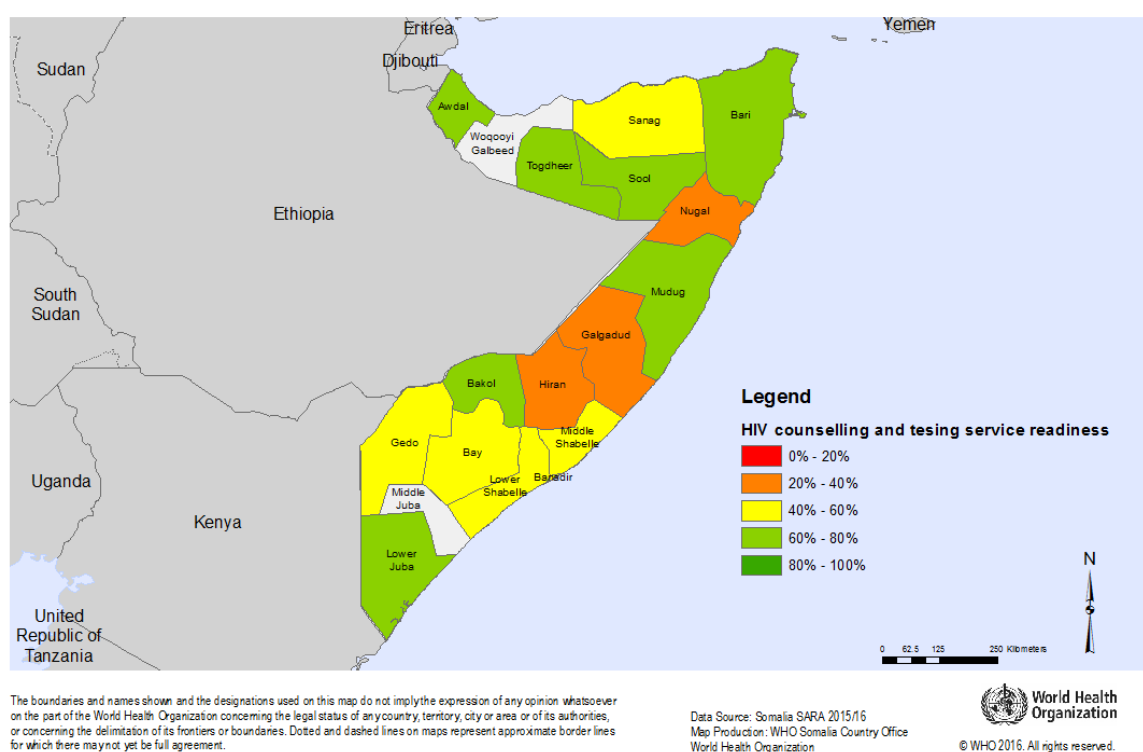 Eritrea
Yemen
Djibouti
Sudan
Awdal
Sanag
Bari
Woqooyi
Galbeed
Togdheer
Sool
Ethiopia
Nugal
South
Sudan
Mudug
Galgadud
Bakol
Hiran
Gedo
Bay
Middle
Shabelle
Uganda
Lower
Shabelle
Banadir
Middle
Juba
Kenya
Lower
Juba
United
Republic of
Tanzania
Legend
HIV counselling and tesing service readiness
0% - 20%
20% - 40%
40% - 60%
60% - 80%
80% - 100%
N
0 62.5 125 250 Kilometers
The boundaries and names shown and the designations used on this map do not imply the expression of any opinion whatsoever
on the part of the World Health Organization concerning the legal status of any country, territory, city or area or of its authorities,
or concerning the delimitation of its frontiers or boundaries. Dotted and dashed lines on maps represent approximate border lines
for which there may not yet be full agreement.
Data Source: Somalia SARA 2015/16
Map Production: WHO Somalia Country Office
World Health Organization
World Health
Organization
© WHO 2016. All rights reserved.